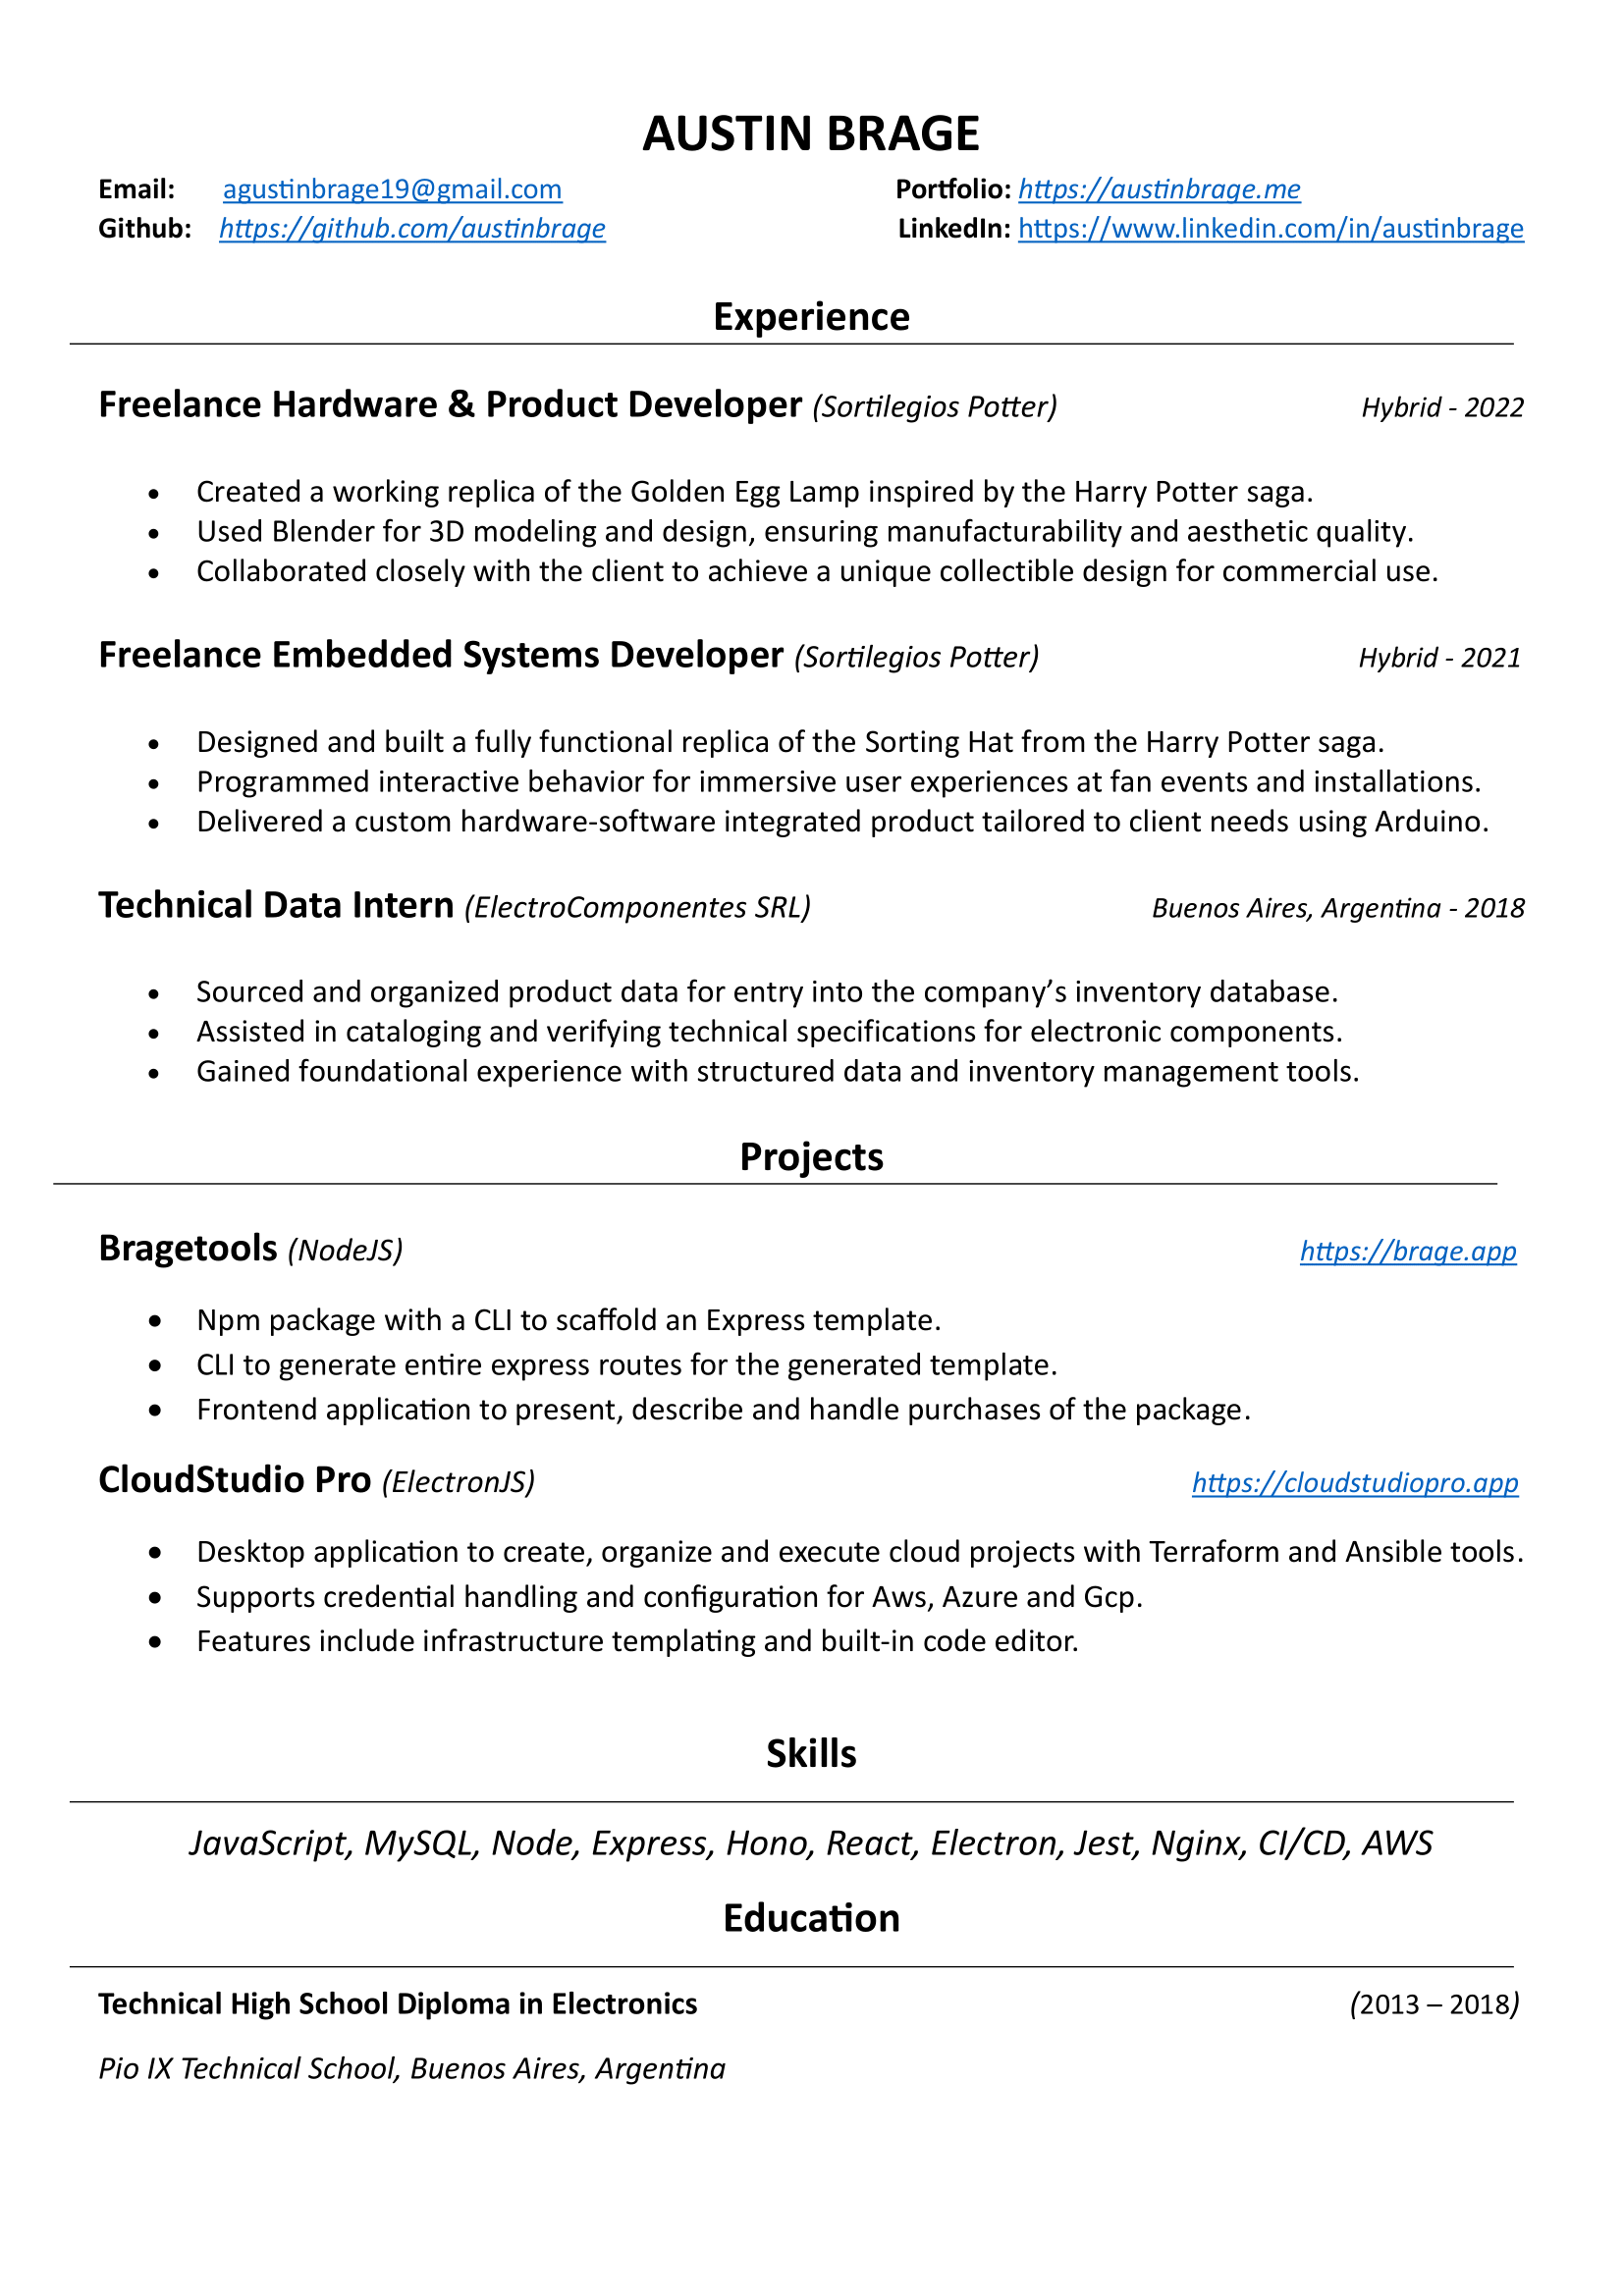 AUSTIN BRAGE
Email: agustinbrage19@gmail.com Portfolio: https://austinbrage.me
Github: https://github.com/austinbrage LinkedIn: https://www.linkedin.com/in/austinbrage
Experience
Freelance Hardware & Product Developer (Sortilegios Potter) Hybrid - 2022
• Created a working replica of the Golden Egg Lamp inspired by the Harry Potter saga.
• Used Blender for 3D modeling and design, ensuring manufacturability and aesthetic quality.
• Collaborated closely with the client to achieve a unique collectible design for commercial use.
Freelance Embedded Systems Developer (Sortilegios Potter) Hybrid - 2021
• Designed and built a fully functional replica of the Sorting Hat from the Harry Potter saga.
• Programmed interactive behavior for immersive user experiences at fan events and installations.
• Delivered a custom hardware-software integrated product tailored to client needs using Arduino.
Technical Data Intern (ElectroComponentes SRL) Buenos Aires, Argentina - 2018
• Sourced and organized product data for entry into the company’s inventory database.
• Assisted in cataloging and verifying technical specifications for electronic components.
• Gained foundational experience with structured data and inventory management tools.
Projects
Bragetools (NodeJS) https://brage.app
• Npm package with a CLI to scaffold an Express template.
• CLI to generate entire express routes for the generated template.
• Frontend application to present, describe and handle purchases of the package.
CloudStudio Pro (ElectronJS) https://cloudstudiopro.app
• Desktop application to create, organize and execute cloud projects with Terraform and Ansible tools.
• Supports credential handling and configuration for Aws, Azure and Gcp.
• Features include infrastructure templating and built-in code editor.
Skills
JavaScript, MySQL, Node, Express, Hono, React, Electron, Jest, Nginx, CI/CD, AWS
Education
Technical High School Diploma in Electronics (2013 – 2018)
Pio IX Technical School, Buenos Aires, Argentina